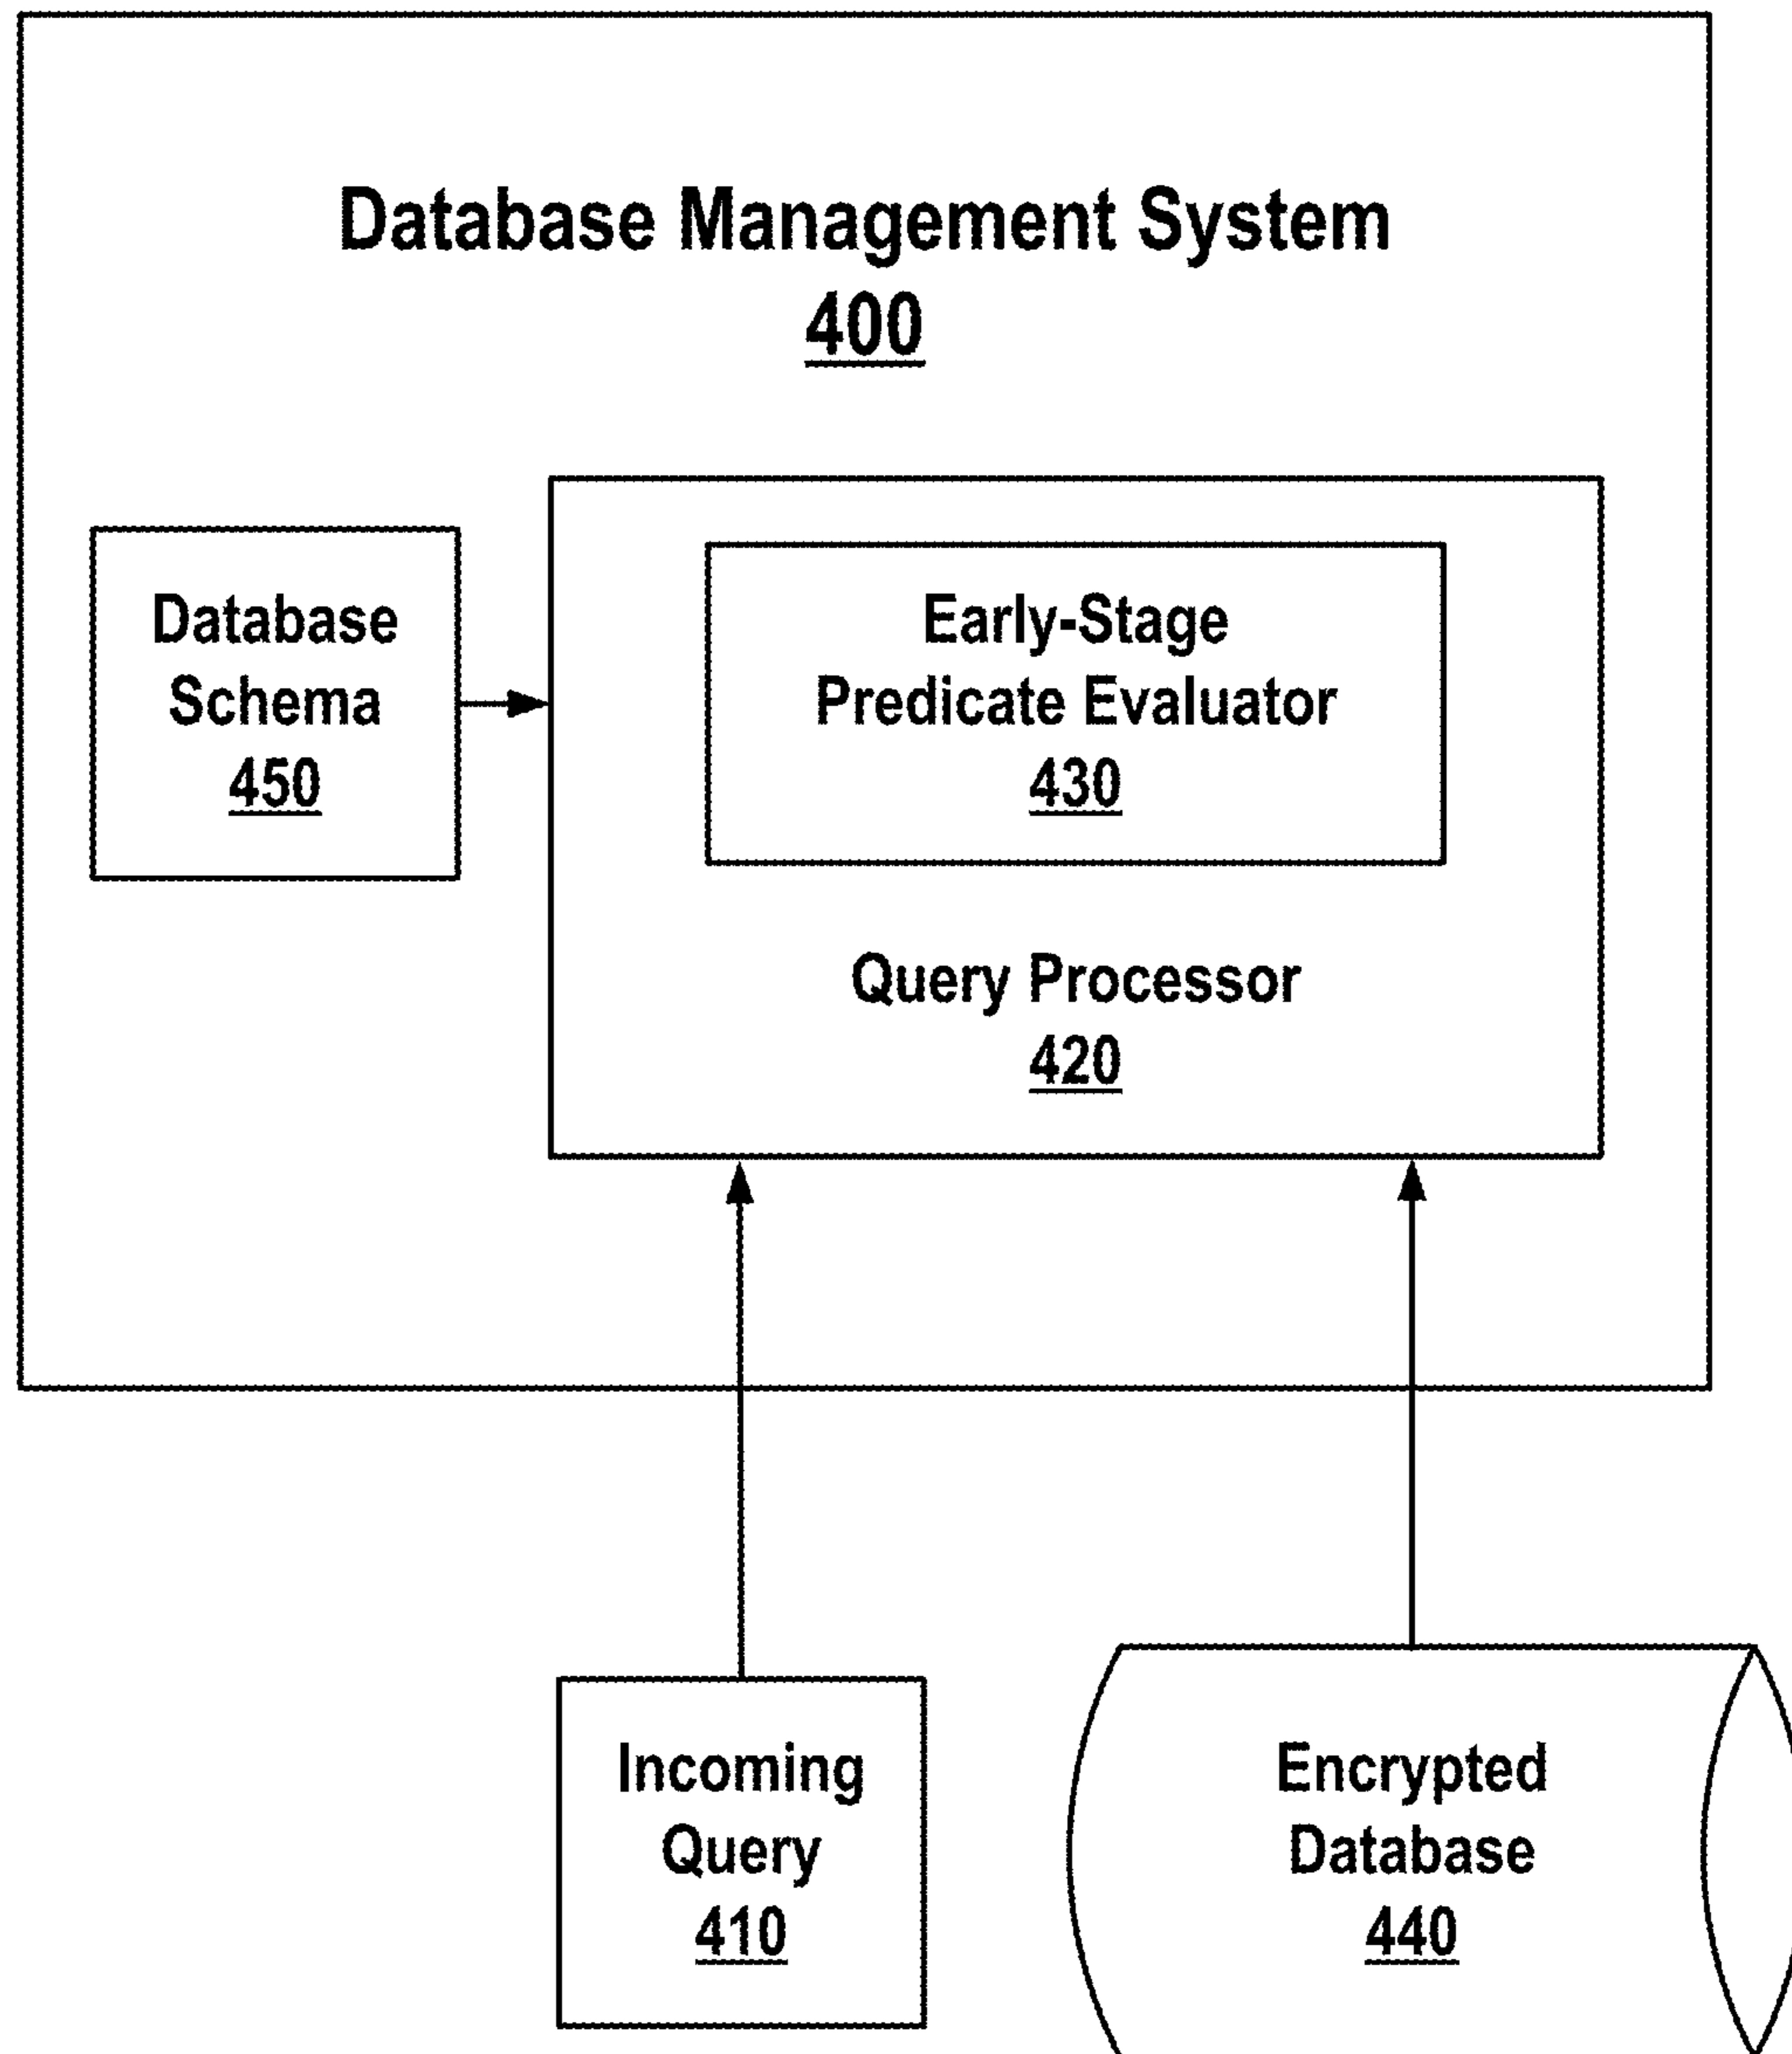 Database Management System
400
Database
Schema
450
Early-Stage
Predicate Evaluator
430
Query Processor
420
Incoming
Query
410
Encrypted
Database
440